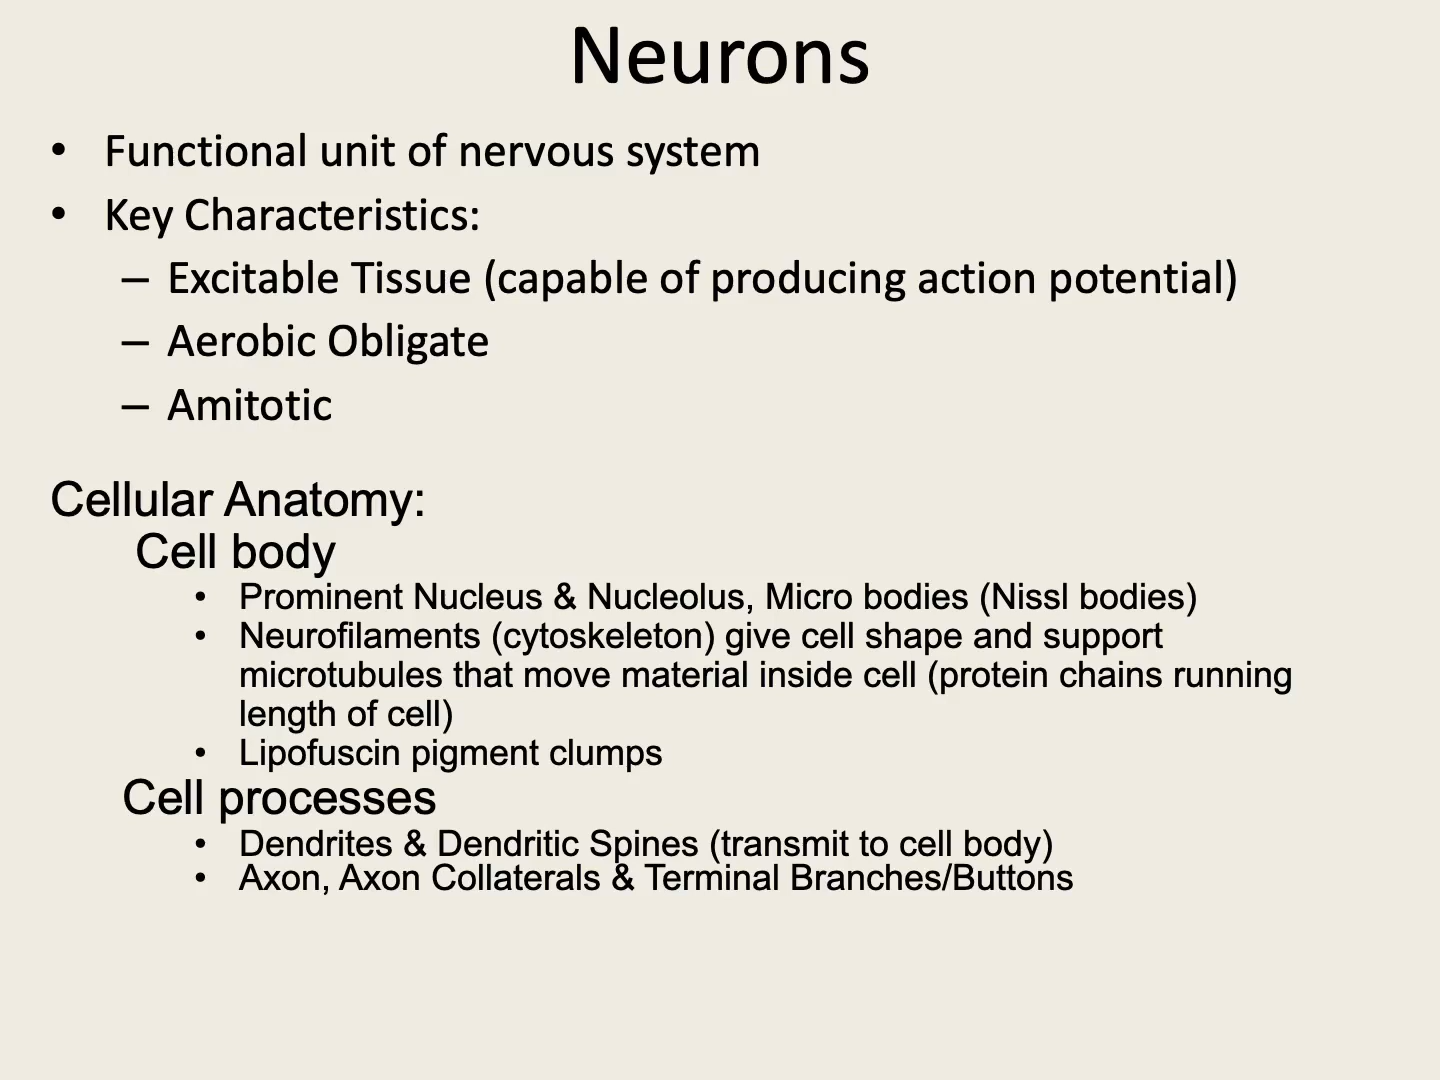 Neurons
• Functional unit of nervous system
• Key Characteristics:
– Excitable Tissue (capable of producing action potential)
– Aerobic Obligate
– Amitotic
Cellular Anatomy:
Cell body
• Prominent Nucleus & Nucleolus, Micro bodies (Nissl bodies)
• Neurofilaments (cytoskeleton) give cell shape and support
microtubules that move material inside cell (protein chains running
length of cell)
• Lipofuscin pigment clumps
Cell processes
• Dendrites & Dendritic Spines (transmit to cell body)
• Axon, Axon Collaterals & Terminal Branches/Buttons